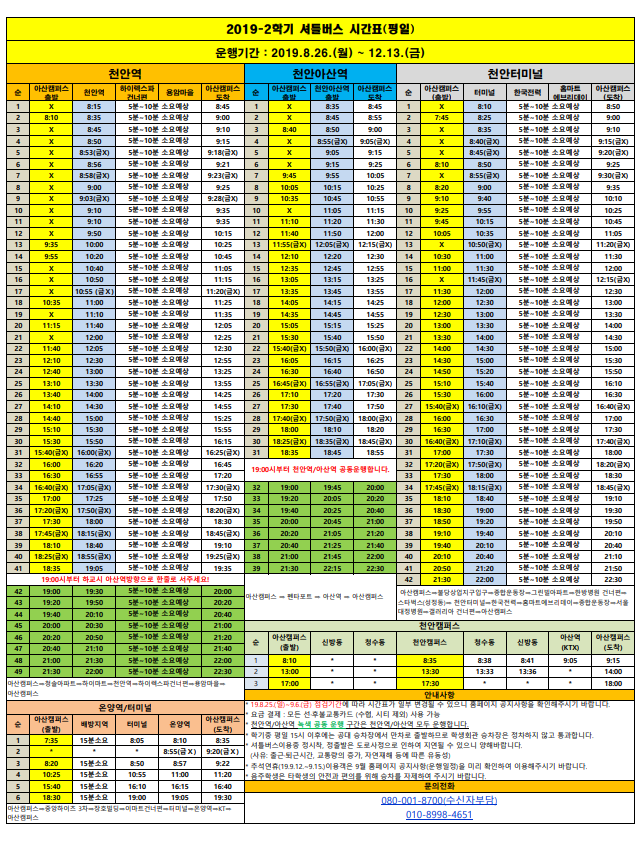 2019-2학기 셔틀버스 시간표(평일)
운행기간 : 2019.8.26.(월) ~ 12.13.(금)
천안역
순 아산캠퍼스 출발 천안역 하이렉스파 건너편 용암마을 아산캠퍼스 도착
1 X 8:15 5분~10분 소요예상 8:45
2 8:10 8:35 5분~10분 소요예상 9:00
3 X 8:45 5분~10분 소요예상 9:10
4 X 8:50 5분~10분 소요예상 9:15
5 X 8:53(금X) 5분~10분 소요예상 9:18(금X)
6 X 8:56 5분~10분 소요예상 9:21
7 X 8:58(금X) 5분~10분 소요예상 9:23(금X)
8 X 9:00 5분~10분 소요예상 9:25
9 X 9:03(금X) 5분~10분 소요예상 9:28(금X)
10 X 9:10 5분~10분 소요예상 9:35
11 X 9:10 5분~10분 소요예상 9:35
12 X 9:50 5분~10분 소요예상 10:15
13 9:35 10:00 5분~10분 소요예상 10:25
14 9:55 10:20 5분~10분 소요예상 10:45
15 X 10:40 5분~10분 소요예상 11:05
16 X 10:50 5분~10분 소요예상 11:15
17 X 10:55 (금X) 5분~10분 소요예상 11:20(금X)
18 10:35 11:00 5분~10분 소요예상 11:25
19 X 11:10 5분~10분 소요예상 11:35
20 11:15 11:40 5분~10분 소요예상 12:05
21 X 12:00 5분~10분 소요예상 12:25
22 11:40 12:05 5분~10분 소요예상 12:30
23 12:10 12:30 5분~10분 소요예상 12:55
24 12:40 13:00 5분~10분 소요예상 13:25
25 13:10 13:30 5분~10분 소요예상 13:55
26 13:40 14:00 5분~10분 소요예상 14:25
27 14:10 14:30 5분~10분 소요예상 14:55
28 14:40 15:00 5분~10분 소요예상 15:25
29 15:10 15:30 5분~10분 소요예상 15:55
30 15:30 15:50 5분~10분 소요예상 16:15
31 15:40(금X) 16:00(금X) 5분~10분 소요예상 16:25(금X)
32 16:00 16:20 5분~10분 소요예상 16:45
33 16:30 16:55 5분~10분 소요예상 17:20
34 16:40(금X) 17:05(금X) 5분~10분 소요예상 17:30(금X)
35 17:00 17:25 5분~10분 소요예상 17:50
36 17:20(금X) 17:50(금X) 5분~10분 소요예상 18:20(금X)
37 17:30 18:00 5분~10분 소요예상 18:30
38 17:45(금X) 18:15(금X) 5분~10분 소요예상 18:45(금X)
39 18:10 18:40 5분~10분 소요예상 19:10
40 18:25(금X) 18:55(금X) 5분~10분 소요예상 19:25(금X)
41 18:35 19:05 5분~10분 소요예상 19:35
19:00시부터 하교시 아산역방향으로 한줄로 서주세요!
42 19:00 19:30 5분~10분 소요예상 20:00
43 19:20 19:50 5분~10분 소요예상 20:20
44 19:40 20:10 5분~10분 소요예상 20:40
45 20:00 20:30 5분~10분 소요예상 21:00
46 20:20 20:50 5분~10분 소요예상 21:20
47 20:40 21:10 5분~10분 소요예상 21:40
48 21:00 21:30 5분~10분 소요예상 22:00
49 21:30 22:00 5분~10분 소요예상 22:30
아산캠퍼스⇒청솔아파트⇒하이마트⇒천안역⇒하이렉스파건너편⇒용암마을⇒
아산캠퍼스
온양역/터미널
순 아산캠퍼스 (출발) 배방지역 터미널 온양역 아산캠퍼스 (도착)
1 7:35 15분소요 8:05 8:10 8:35
2 * * * 8:55(금X) 9:20(금X)
3 8:20 15분소요 8:50 8:57 9:22
4 10:25 15분소요 10:55 11:00 11:20
5 15:40 15분소요 16:10 16:15 16:40
6 18:30 15분소요 19:00 19:05 19:30
아산캠퍼스⇒중앙하이츠 3차⇒장호빌딩⇒이마트건너편⇒터미널⇒온양역⇒KT⇒
아산캠퍼스
천안아산역
순 아산캠퍼스 출발 천안아산역 출발 아산캠퍼스 도착
1 X 8:35 8:45
2 X 8:45 8:55
3 8:40 8:50 9:00
4 X 8:55(금X) 9:05(금X)
5 X 9:05 9:15
6 X 9:15 9:25
7 9:45 9:55 10:05
8 10:05 10:15 10:25
9 10:35 10:45 10:55
10 X 11:05 11:15
11 11:10 11:20 11:30
12 11:40 11:50 12:00
13 11:55(금X) 12:05(금X) 12:15(금X)
14 12:10 12:20 12:30
15 12:35 12:45 12:55
16 13:05 13:15 13:25
17 13:35 13:45 13:55
18 14:05 14:15 14:25
19 14:35 14:45 14:55
20 15:05 15:15 15:25
21 15:30 15:40 15:50
22 15:40(금X) 15:50(금X) 16:00(금X)
23 16:05 16:15 16:25
24 16:30 16:40 16:50
25 16:45(금X) 16:55(금X) 17:05(금X)
26 17:10 17:20 17:30
27 17:30 17:40 17:50
28 17:40(금X) 17:50(금X) 18:00(금X)
29 18:00 18:10 18:20
30 18:25(금X) 18:35(금X) 18:45(금X)
31 18:35 18:45 18:55
19:00시부터 천안역/아산역 공동운행합니다.
32 19:00 19:45 20:00
33 19:20 20:05 20:20
34 19:40 20:25 20:40
35 20:00 20:45 21:00
36 20:20 21:05 21:20
37 20:40 21:25 21:40
38 21:00 21:45 22:00
39 21:30 22:15 22:30
아산캠퍼스 ⇒ 펜타포트 ⇒ 아산역 ⇒ 아산캠퍼스
천안터미널
순 아산캠퍼스 (출발) 터미널 한국전력 홈마트 에브리데이 아산캠퍼스 (도착)
1 X 8:10 5분~10분 소요예상 8:50
2 7:45 8:25 5분~10분 소요예상 9:00
3 X 8:35 5분~10분 소요예상 9:10
4 X 8:40(금X) 5분~10분 소요예상 9:15(금X)
5 X 8:45(금X) 5분~10분 소요예상 9:20(금X)
6 8:10 8:50 5분~10분 소요예상 9:25
7 X 8:55(금X) 5분~10분 소요예상 9:30(금X)
8 8:20 9:00 5분~10분 소요예상 9:35
9 9:10 9:40 5분~10분 소요예상 10:10
10 9:25 9:55 5분~10분 소요예상 10:25
11 9:45 10:15 5분~10분 소요예상 10:45
12 10:05 10:35 5분~10분 소요예상 11:00
13 X 10:50(금X) 5분~10분 소요예상 11:20(금X)
14 10:30 11:00 5분~10분 소요예상 11:30
15 11:00 11:30 5분~10분 소요예상 12:00
16 X 11:45(금X) 5분~10분 소요예상 12:15(금X)
17 11:30 12:00 5분~10분 소요예상 12:30
18 12:00 12:30 5분~10분 소요예상 13:00
19 12:30 13:00 5분~10분 소요예상 13:30
20 13:00 13:30 5분~10분 소요예상 14:00
21 13:30 14:00 5분~10분 소요예상 14:30
22 14:00 14:30 5분~10분 소요예상 15:00
23 14:30 15:00 5분~10분 소요예상 15:30
24 14:50 15:20 5분~10분 소요예상 15:50
25 15:10 15:40 5분~10분 소요예상 16:10
26 15:30 16:00 5분~10분 소요예상 16:30
27 15:40(금X) 16:10(금X) 5분~10분 소요예상 16:40(금X)
28 16:00 16:30 5분~10분 소요예상 17:00
29 16:30 17:00 5분~10분 소요예상 17:30
30 16:40(금X) 17:10(금X) 5분~10분 소요예상 17:40(금X)
31 17:00 17:30 5분~10분 소요예상 18:00
32 17:20(금X) 17:50(금X) 5분~10분 소요예상 18:20(금X)
33 17:30 18:00 5분~10분 소요예상 18:30
34 17:45(금X) 18:15(금X) 5분~10분 소요예상 18:45(금X)
35 18:10 18:40 5분~10분 소요예상 19:10
36 18:30 19:00 5분~10분 소요예상 19:30
37 18:50 19:20 5분~10분 소요예상 19:50
38 19:10 19:40 5분~10분 소요예상 20:10
39 19:40 20:10 5분~10분 소요예상 20:40
40 20:10 20:40 5분~10분 소요예상 21:10
41 20:50 21:20 5분~10분 소요예상 21:50
42 21:30 22:00 5분~10분 소요예상 22:30
아산캠퍼스⇒불당상업지구입구⇒종합운동장⇒그린빌아파트⇒한방병원 건너편⇒
스타벅스(성정동)⇒ 천안터미널⇒한국전력⇒홈마트에브리데이⇒종합운동장⇒서울
대정병원⇒갤러리아 건너편⇒아산캠퍼스
천안캠퍼스
순 아산캠퍼스 (출발) 신방동 청수동 천안캠퍼스 청수동 신방동 아산역 (KTX) 아산캠퍼스 (도착)
1 8:10 * * 8:35 8:38 8:41 9:05 9:15
2 13:00 * * 13:30 13:33 13:36 * 14:00
3 17:00 * * 17:30 * * * 18:00
안내사항
* 19.8.25(일)~9.6(금) 점검기간에 따라 시간표가 일부 변경될 수 있으니 홈페이지 공지사항을 확인해주시기 바랍니다.
* 요금 결제 : 모든 선·후불교통카드 (수협, 시티 제외) 사용 가능
* 천안역/아산역 녹색 공동 운행 구간은 천안역/아산역 모두 운행합니다.
* 학기중 평일 15시 이후에는 공대 승차장에서 만차로 출발하므로 학생회관 승차장은 정차하지 않고 통과합니다.
* 셔틀버스이용중 정시착, 정출발은 도로사정으로 인하여 지연될 수 있으니 양해바랍니다.
(사유: 출근·퇴근시간, 교통량의 증가, 자연재해 등에 따른 유동성)
* 추석연휴(19.9.12.~9.15.)이용객은 9월 홈페이지 공지사항(운행일정)을 미리 확인하여 이용해주시기 바랍니다.
* 음주학생은 타학생의 안전과 편의를 위해 승차를 자제하여 주시기 바랍니다.
문의전화
080-001-8700(수신자부담)
010-8998-4651